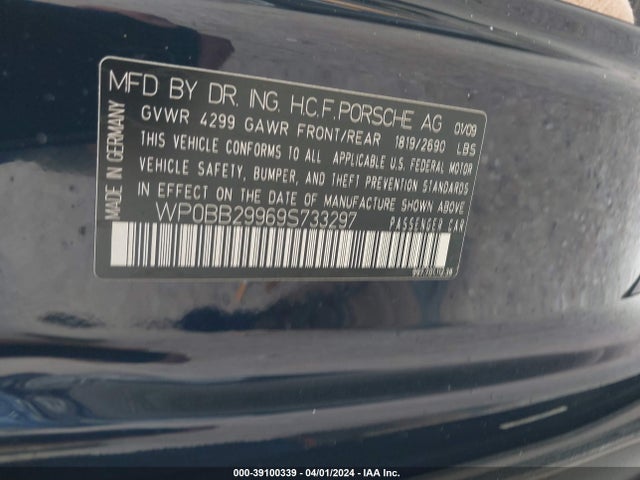 MFD BY DR. ING. H.C.F. PORSCHE AG 01/09
GVWR 4299 GAWR FRONT/REAR 1819/2690 LBS
THIS VEHICLE CONFORMS TO ALL APPLICABLE U.S. FEDERAL MOTOR
VEHICLE SAFETY, BUMPER, AND THEFT PREVENTION STANDARDS
IN EFFECT ON THE DATE OF MANUFACTURE SHOWN ABOVE
WP0BB29969S733297
PASSENGER CAR
MADE IN GERMANY
000-39100339 / 04/01/2024 / IAAI.COM